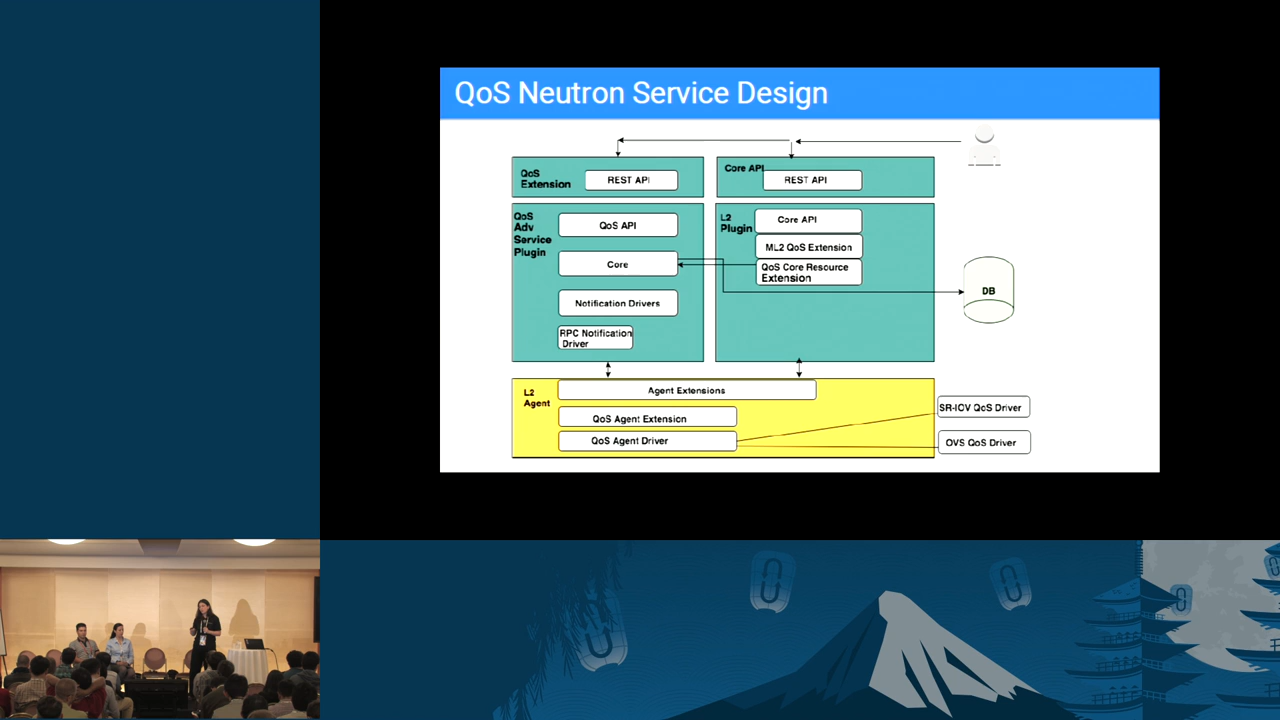 QoS Neutron Service Design
QoS
Extension
REST API
Core API
REST API
QoS
Adv
Service
Plugin
QoS API
Core
Notification Drivers
RPC Notification
Driver
L2
Plugin
Core API
ML2 QoS Extension
QoS Core Resource
Extension
DB
L2
Agent
Agent Extensions
QoS Agent Extension
QoS Agent Driver
SR-IOV QoS Driver
OVS QoS Driver